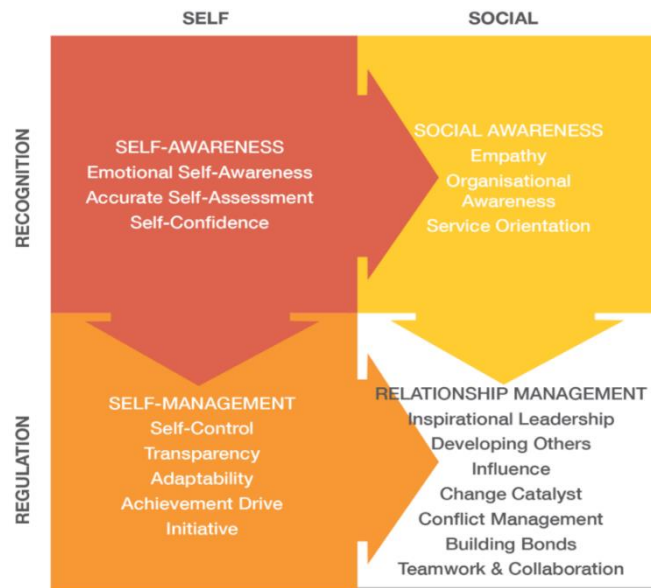 SELF
SOCIAL
RECOGNITION
SELF-AWARENESS
Emotional Self-Awareness
Accurate Self-Assessment
Self-Confidence
SOCIAL AWARENESS
Empathy
Organisational
Awareness
Service Orientation
REGULATION
SELF-MANAGEMENT
Self-Control
Transparency
Adaptability
Achievement Drive
Initiative
RELATIONSHIP MANAGEMENT
Inspirational Leadership
Developing Others
Influence
Change Catalyst
Conflict Management
Building Bonds
Teamwork & Collaboration